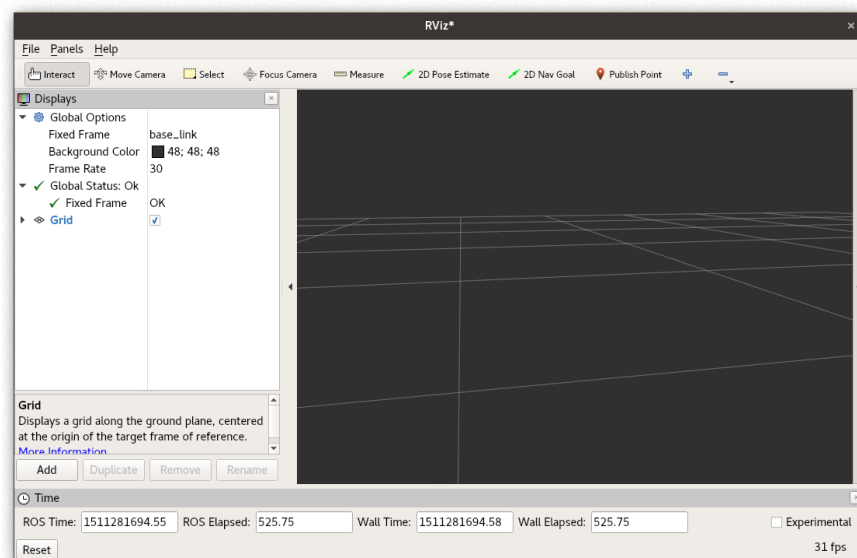 RViz*
File Panels Help
Interact Move Camera Select Focus Camera Measure 2D Pose Estimate 2D Nav Goal Publish Point
Displays
Global Options
Fixed Frame base_link
Background Color 48; 48; 48
Frame Rate 30
Global Status: Ok
Fixed Frame OK
Grid
Grid
Displays a grid along the ground plane, centered
at the origin of the target frame of reference.
More Information
Add Duplicate Remove Rename
Time
ROS Time: 1511281694.55 ROS Elapsed: 525.75 Wall Time: 1511281694.58 Wall Elapsed: 525.75 Experimental
Reset 31 fps